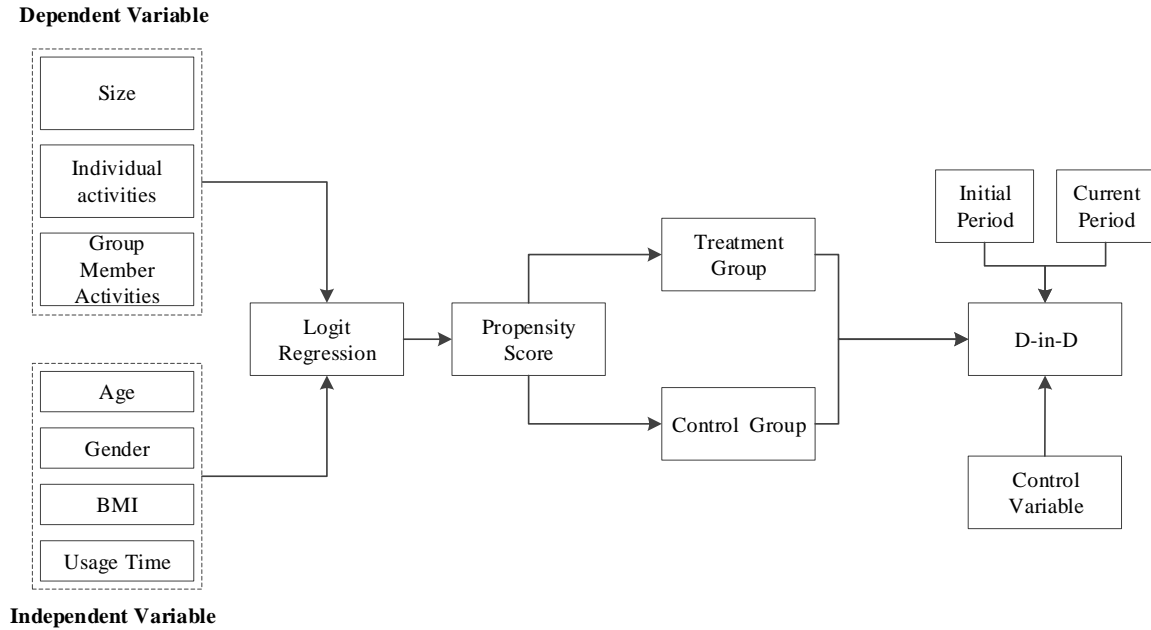 Dependent Variable
Size
Individual
activities
Group
Member
Activities
Logit
Regression
Age
Gender
BMI
Usage Time
Independent Variable
Propensity
Score
Treatment
Group
Control Group
Initial
Period
Current
Period
D-in-D
Control
Variable